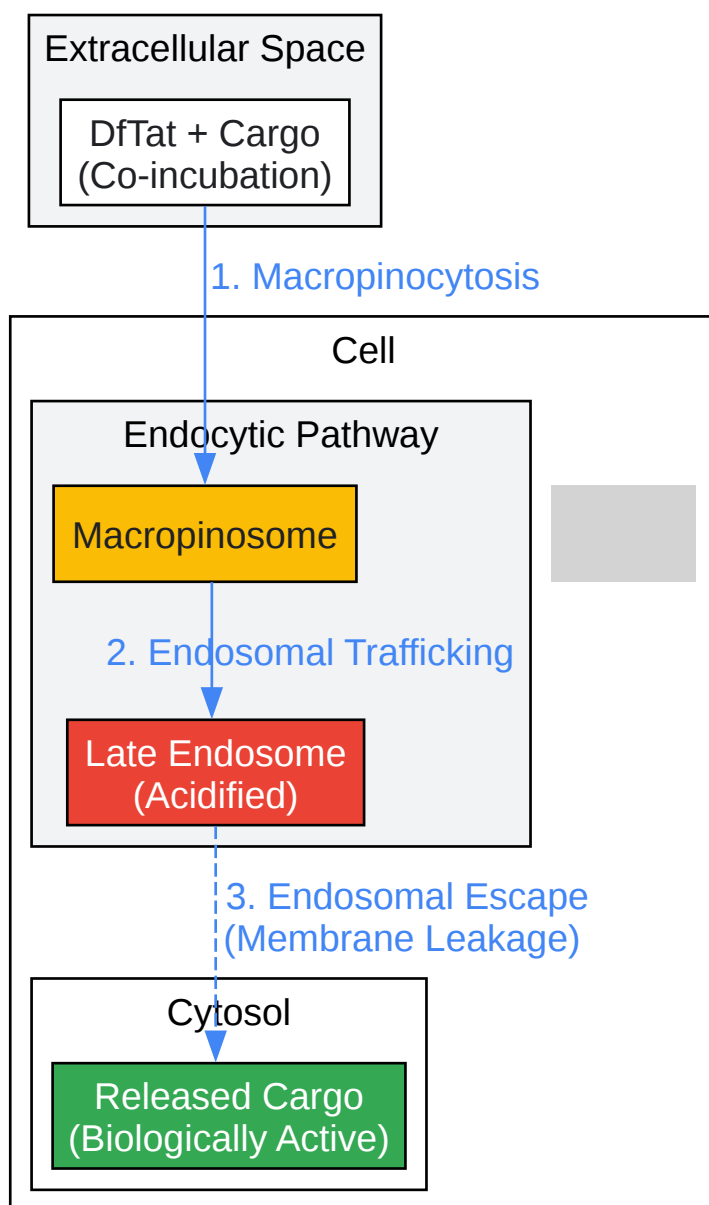 Extracellular Space
DfTat + Cargo
(Co-incubation)
1. Macropinocytosis
Cell
Endocytic Pathway
Macropinosome
2. Endosomal Trafficking
Late Endosome
(Acidified)
3. Endosomal Escape
(Membrane Leakage)
Cytosol
Released Cargo
(Biologically Active)